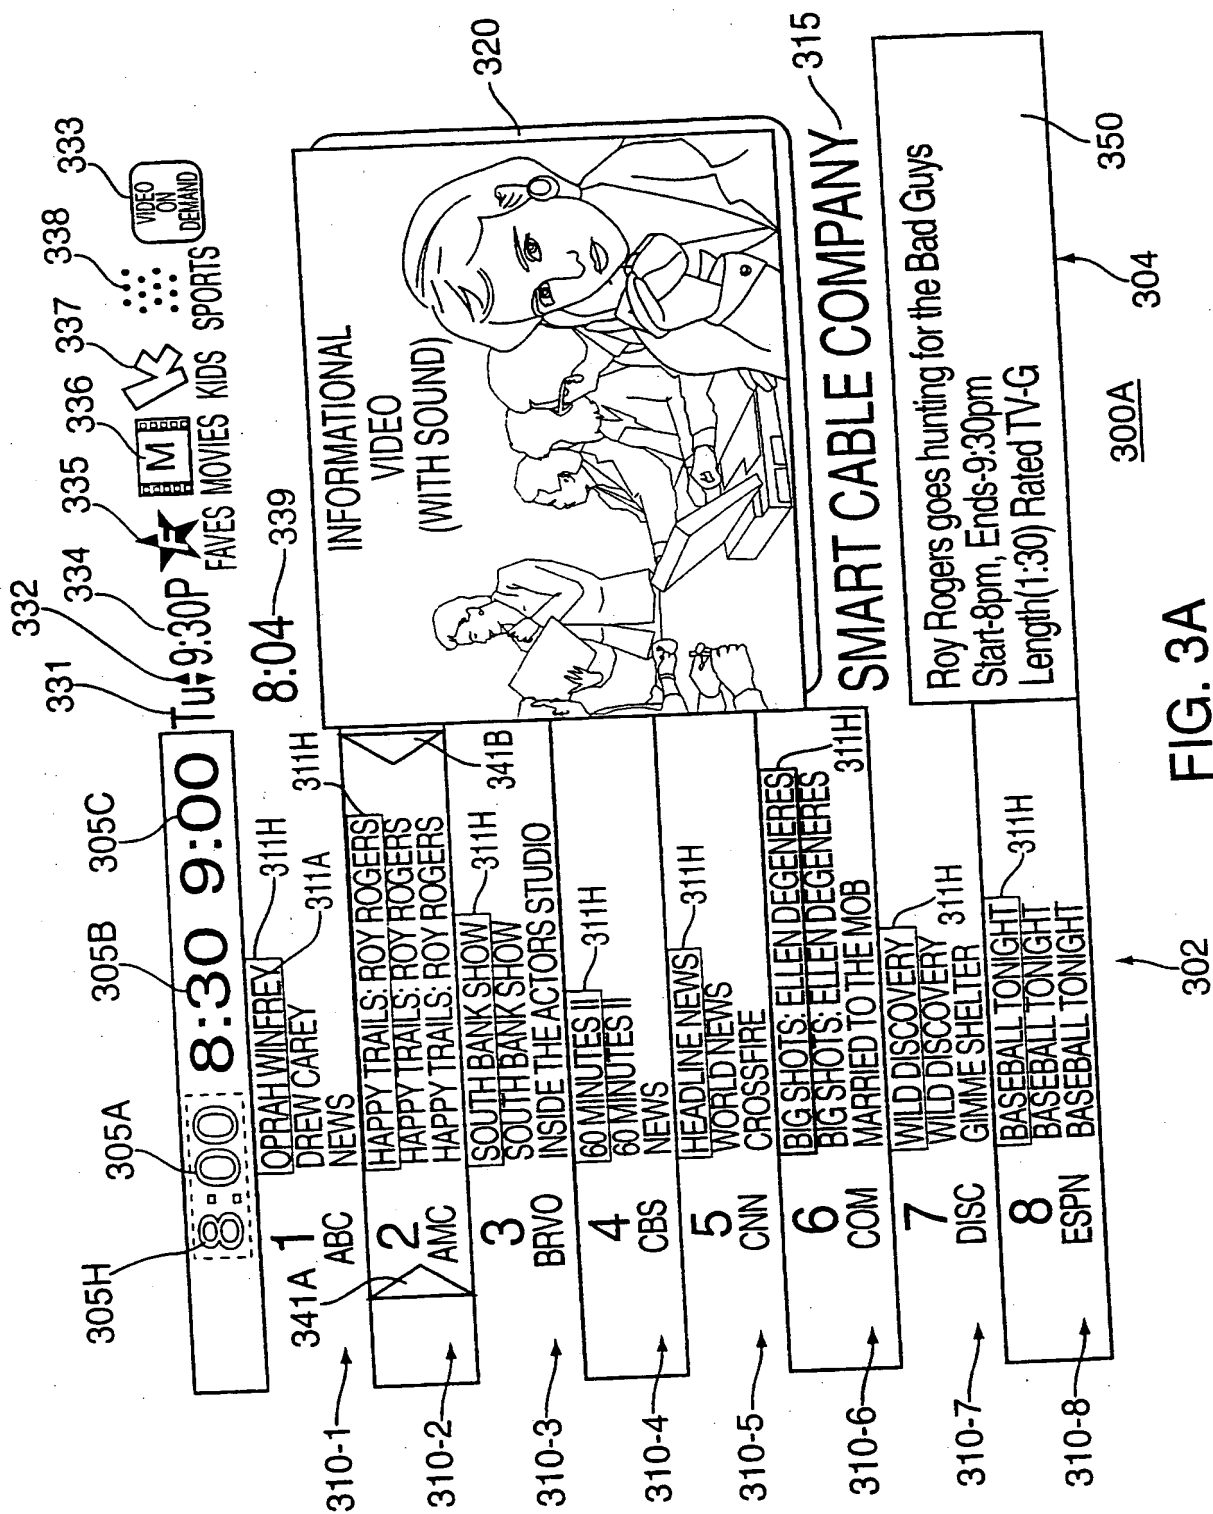 331
332
334
335
336
337
338
333
305H
305A
305B
305C
8:00 8:30 9:00
Tu 9:30P
F
M
VIDEO
ON
DEMAND
FAVES MOVIES KIDS SPORTS
8:04
339
311H
311A
341A
310-1
1
ABC
OPRAH WINFREY
DREW CAREY
NEWS
311H
310-2
2
AMC
HAPPY TRAILS: ROY ROGERS
HAPPY TRAILS: ROY ROGERS
HAPPY TRAILS: ROY ROGERS
341B
310-3
3
BRVO
SOUTH BANK SHOW
SOUTH BANK SHOW
INSIDE THE ACTORS STUDIO
311H
310-4
4
CBS
60 MINUTES II
60 MINUTES II
NEWS
311H
310-5
5
CNN
HEADLINE NEWS
WORLD NEWS
CROSSFIRE
311H
310-6
6
COM
BIG SHOTS: ELLEN DEGENERES
BIG SHOTS: ELLEN DEGENERES
MARRIED TO THE MOB
311H
310-7
7
DISC
WILD DISCOVERY
WILD DISCOVERY
GIMME SHELTER
311H
310-8
8
ESPN
BASEBALL TONIGHT
BASEBALL TONIGHT
BASEBALL TONIGHT
311H
302
INFORMATIONAL
VIDEO
(WITH SOUND)
320
SMART CABLE COMPANY
315
Roy Rogers goes hunting for the Bad Guys
Start-8pm, Ends-9:30pm
Length(1:30) Rated TV-G
350
304
300A
FIG. 3A